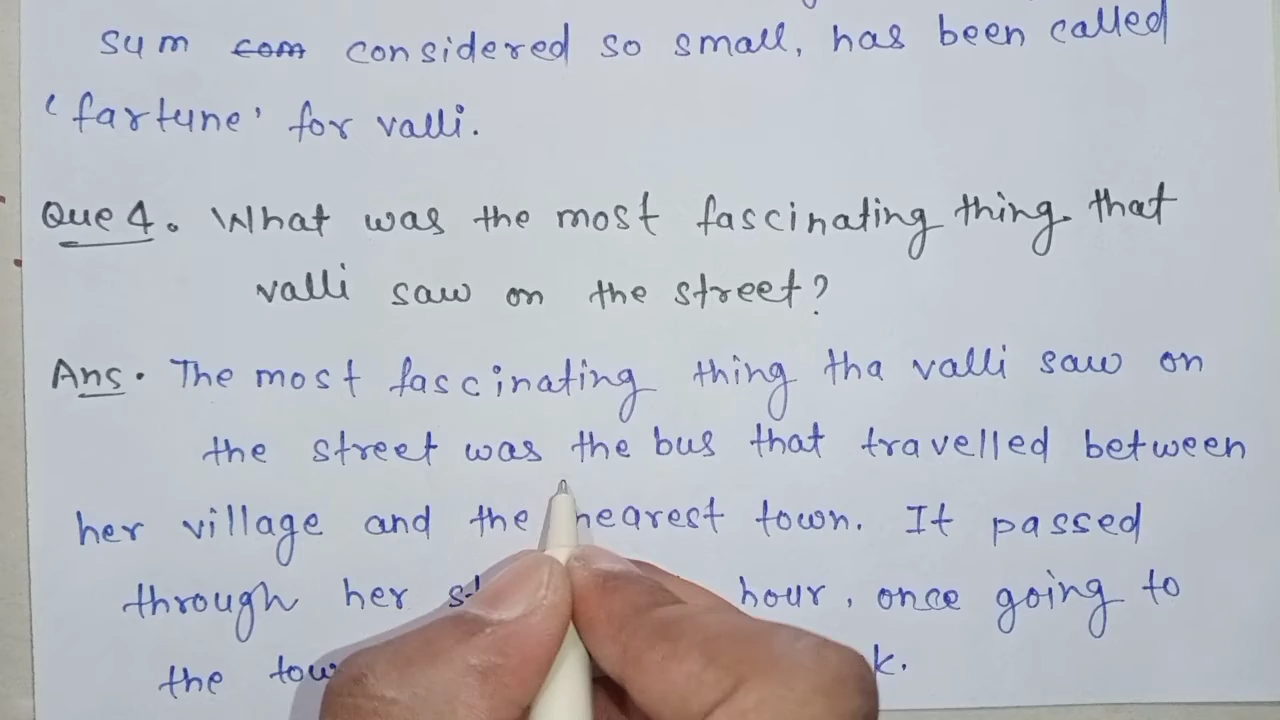 sum com considered so small, has been called
'fartune' for valli.
Que 4. What was the most fascinating thing that
valli saw on the street?
Ans. The most fascinating thing tha valli saw on
the street was the bus that travelled between
her village and the nearest town. It passed
through her hour, once going to
the